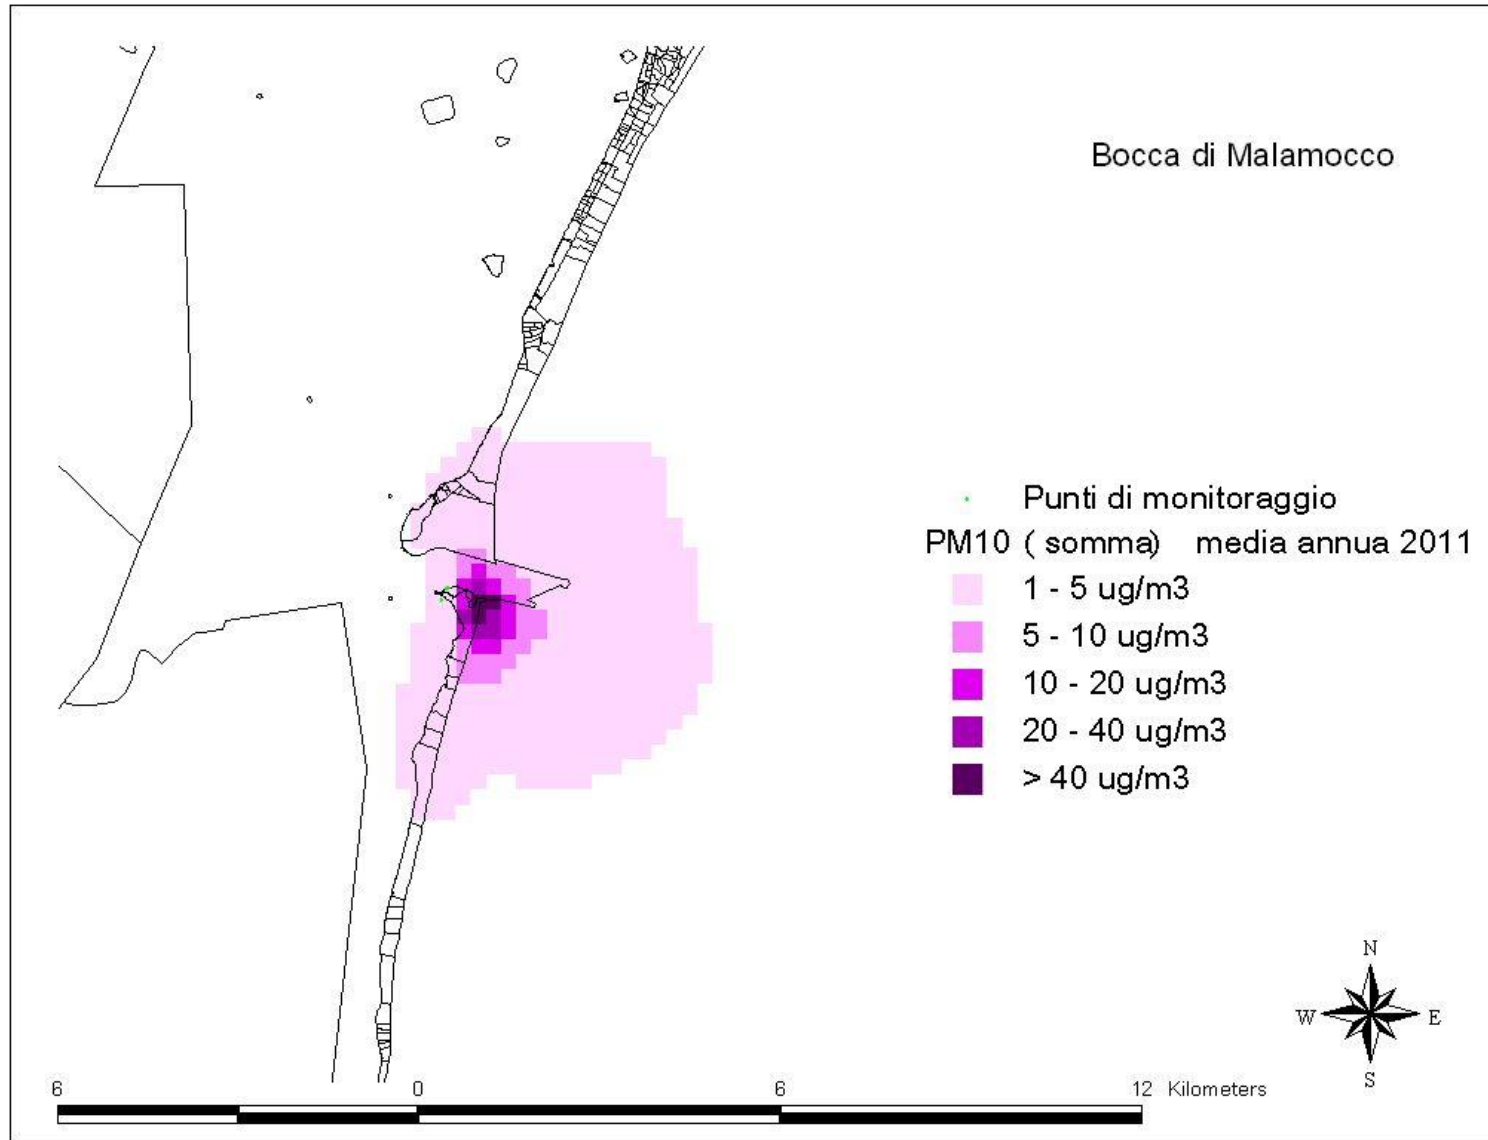 Bocca di Malamocco
Punti di monitoraggio
PM10 ( somma) media annua 2011
1 - 5 ug/m3
5 - 10 ug/m3
10 - 20 ug/m3
20 - 40 ug/m3
> 40 ug/m3
N
W E
S
6 0 6 12 Kilometers